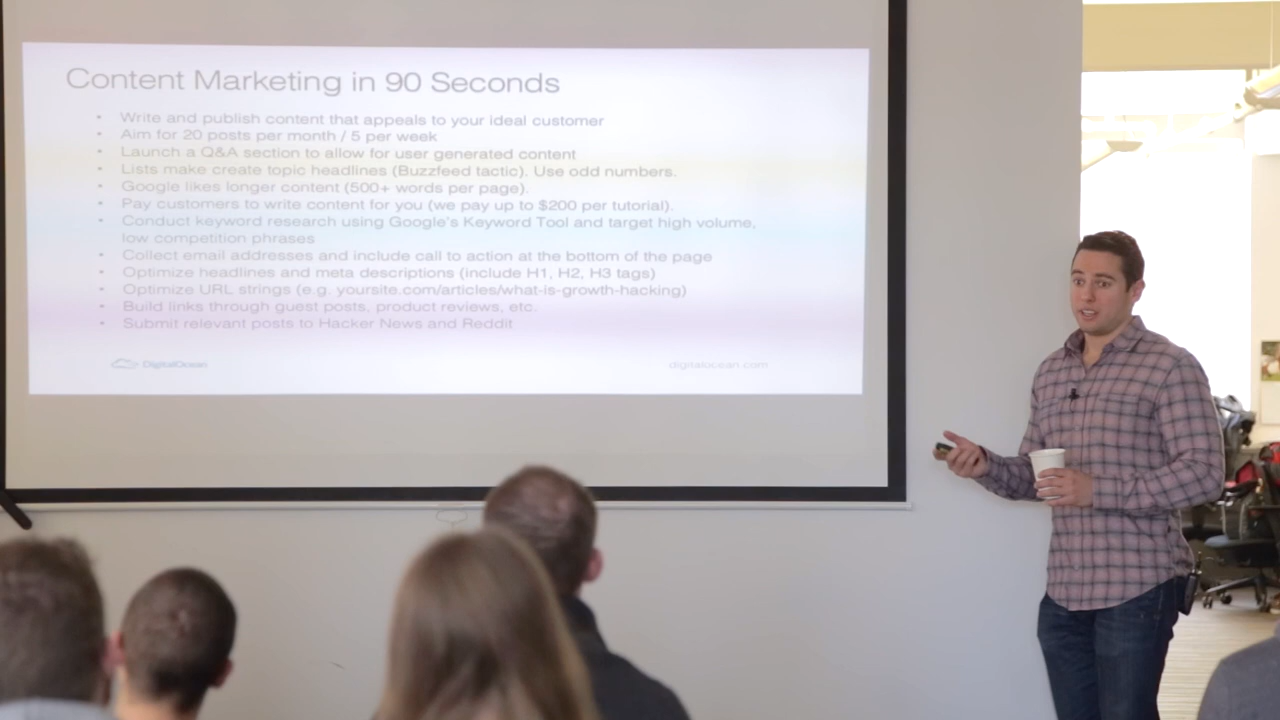 Content Marketing in 90 Seconds
• Write and publish content that appeals to your ideal customer
• Aim for 20 posts per month / 5 per week
• Launch a Q&A section to allow for user generated content
• Lists make create topic headlines (Buzzfeed tactic). Use odd numbers.
• Google likes longer content (500+ words per page).
• Pay customers to write content for you (we pay up to $200 per tutorial).
• Conduct keyword research using Google's Keyword Tool and target high volume,
low competition phrases
• Collect email addresses and include call to action at the bottom of the page
• Optimize headlines and meta descriptions (include H1, H2, H3 tags)
• Optimize URL strings (e.g. yoursite.com/articles/what-is-growth-hacking)
• Build links through guest posts, product reviews, etc.
• Submit relevant posts to Hacker News and Reddit
DigitalOcean
digitalocean.com